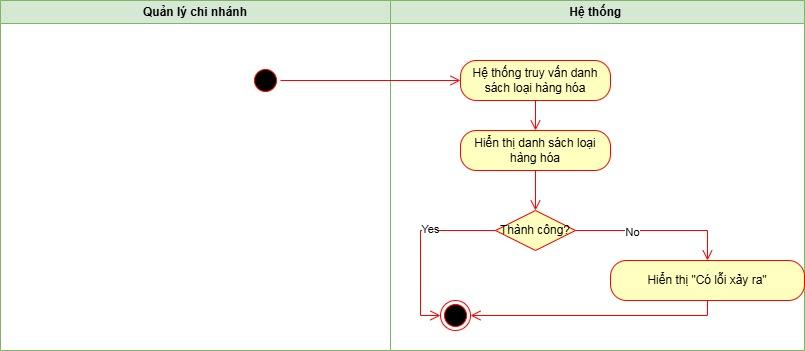 Quản lý chi nhánh
Hệ thống
Hệ thống truy vấn danh
sách loại hàng hóa
Hiển thị danh sách loại
hàng hóa
Thành công?
Yes
No
Hiển thị "Có lỗi xảy ra"